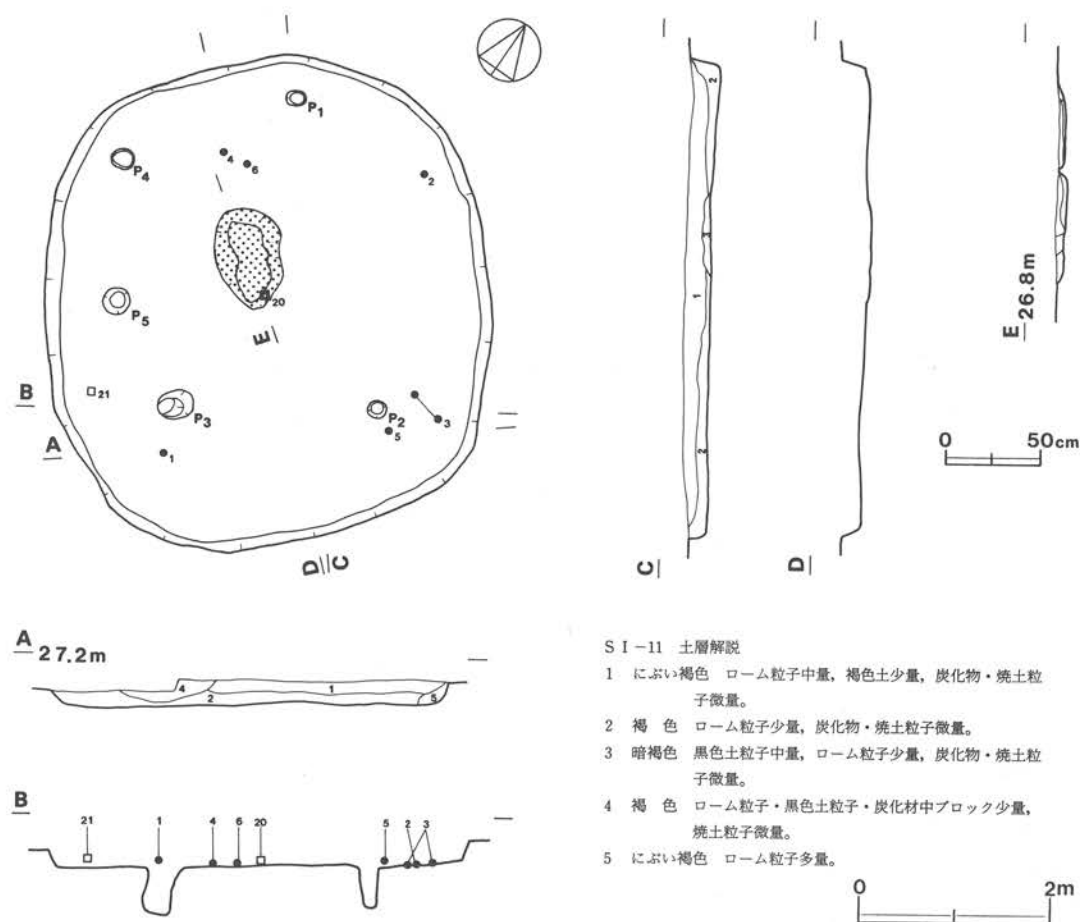 P1
P4
4
6
2
20
P5
E
B
21
A
P3
P2
3
5
1
D C
2
3
1
2
C
D
E 26.8m
0 50cm
A 27.2m
4
1
2
5
B
21 1 4 6 20 5 2 3
SI-11 土層解説
1 にぶい褐色 ローム粒子中量,褐色土少量,炭化物・焼土粒
子微量。
2 褐 色 ローム粒子少量,炭化物・焼土粒子微量。
3 暗褐色 黒色土粒子中量,ローム粒子少量,炭化物・焼土粒
子微量。
4 褐 色 ローム粒子・黒色土粒子・炭化材中ブロック少量,
焼土粒子微量。
5 にぶい褐色 ローム粒子多量。
0 2m